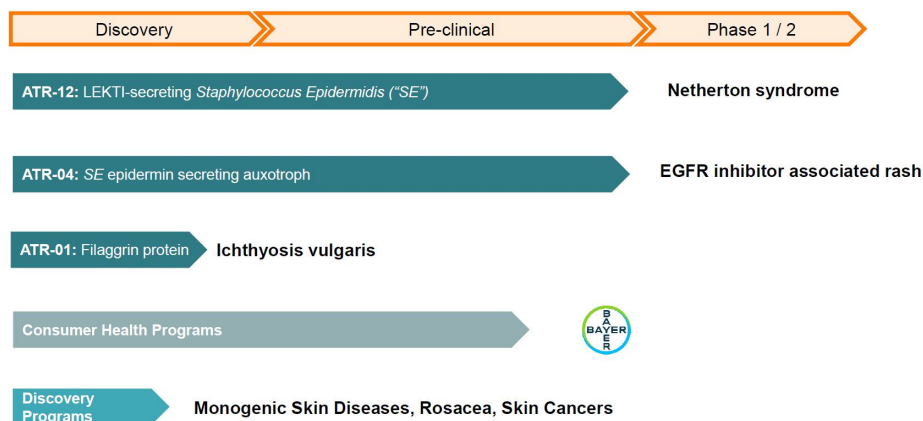 Discovery Pre-clinical Phase 1 / 2
ATR-12: LEKTI-secreting Staphylococcus Epidermidis (“SE”) Netherton syndrome
ATR-04: SE epidermin secreting auxotroph EGFR inhibitor associated rash
ATR-01: Filaggrin protein Ichthyosis vulgaris
Consumer Health Programs
BAYER
BAYER
Discovery
Programs
Monogenic Skin Diseases, Rosacea, Skin Cancers